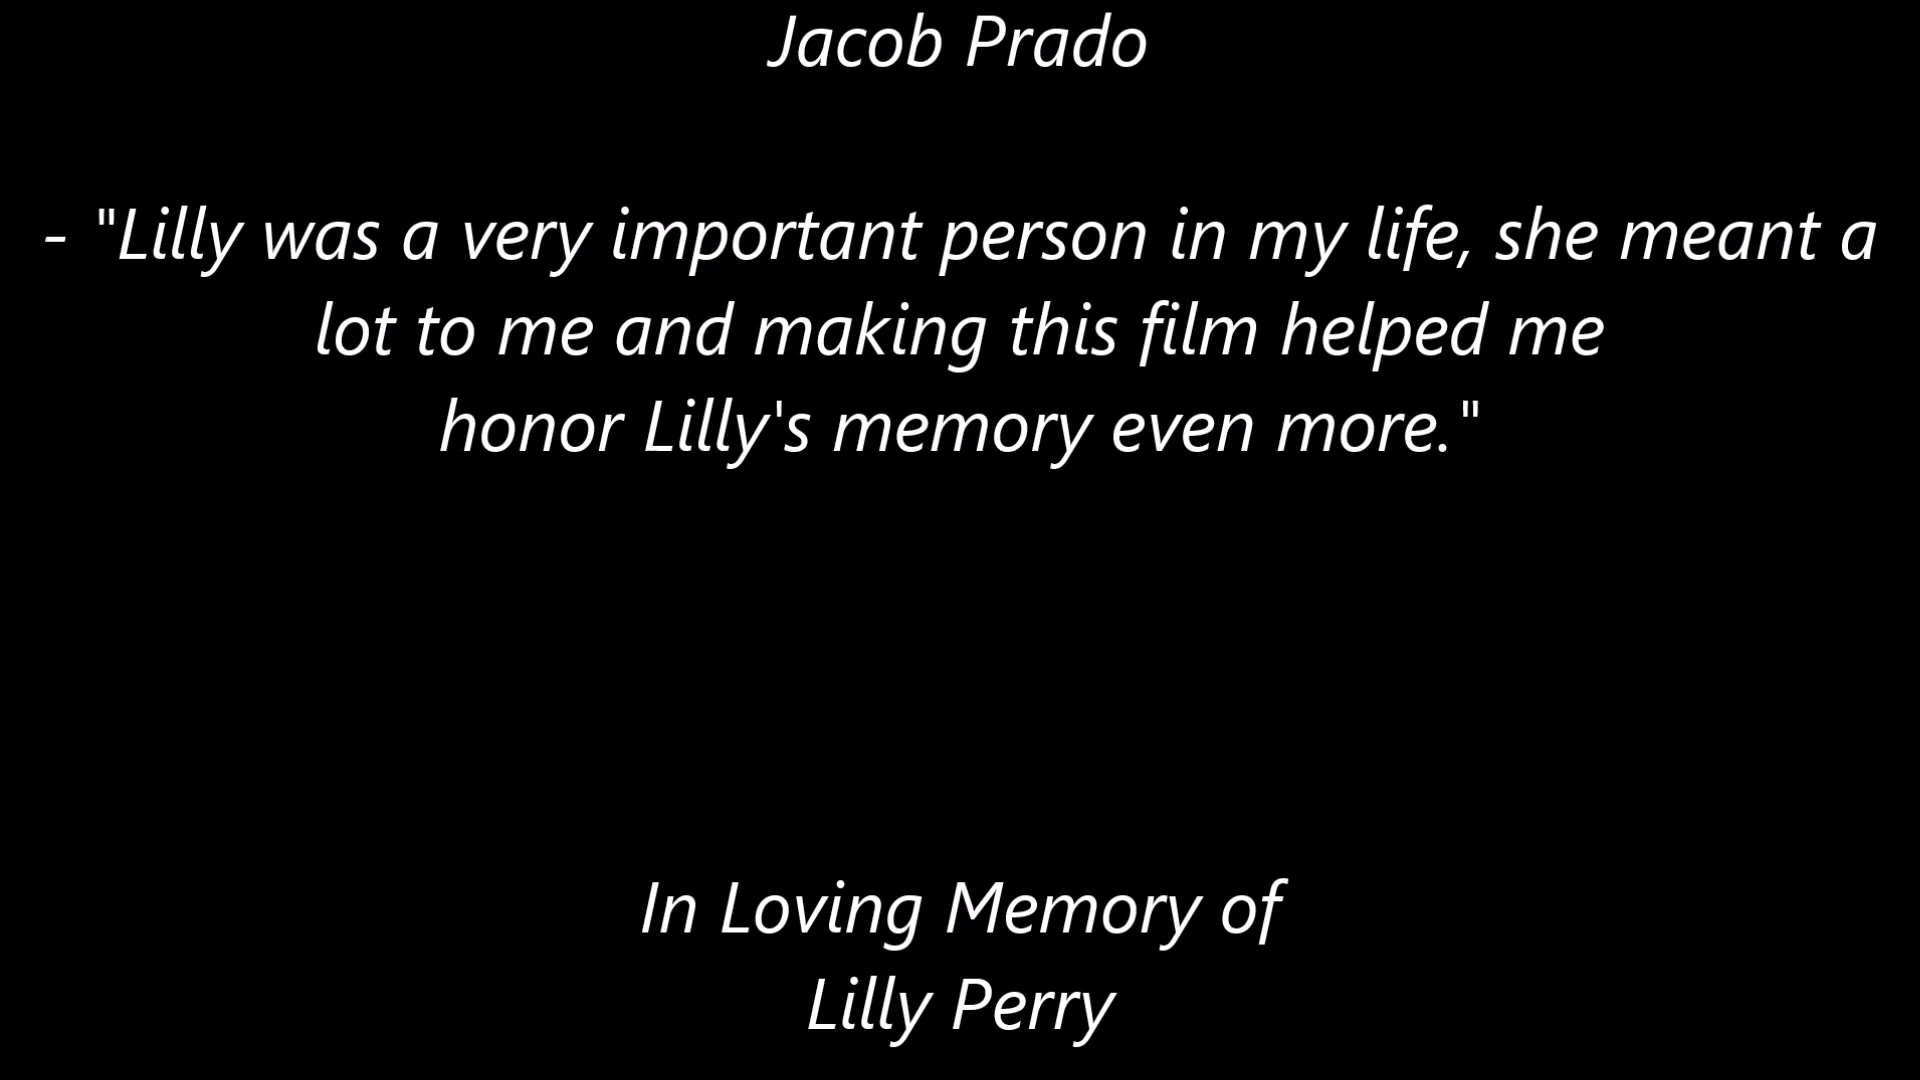 Jacob Prado
- "Lilly was a very important person in my life, she meant a
lot to me and making this film helped me
honor Lilly's memory even more."
In Loving Memory of
Lilly Perry